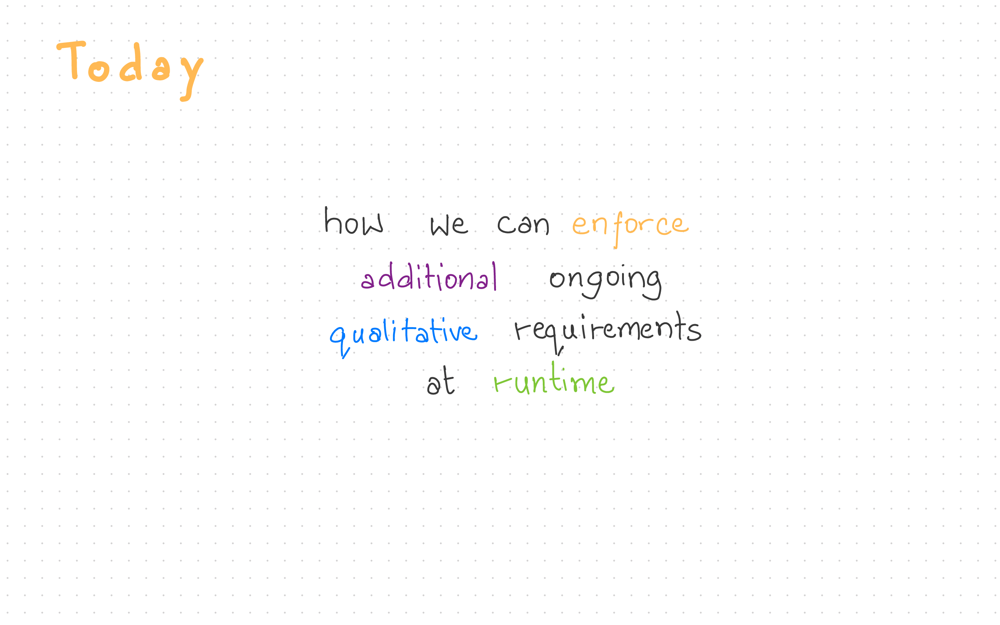 Today
how we can enforce
additional ongoing
qualitative requirements
at runtime